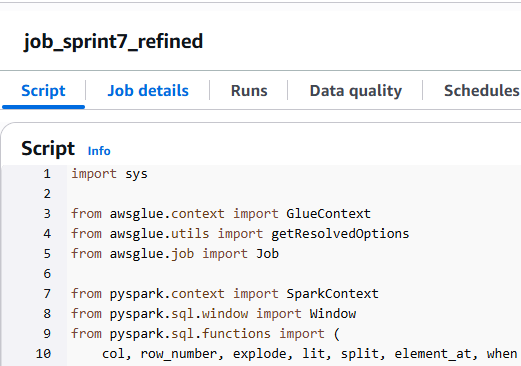 job_sprint7_refined
Script Job details Runs Data quality Schedules
Script Info
1 import sys
2
3 from awsglue.context import GlueContext
4 from awsglue.utils import getResolvedOptions
5 from awsglue.job import Job
6
7 from pyspark.context import SparkContext
8 from pyspark.sql.window import Window
9 from pyspark.sql.functions import (
10     col, row_number, explode, lit, split, element_at, when